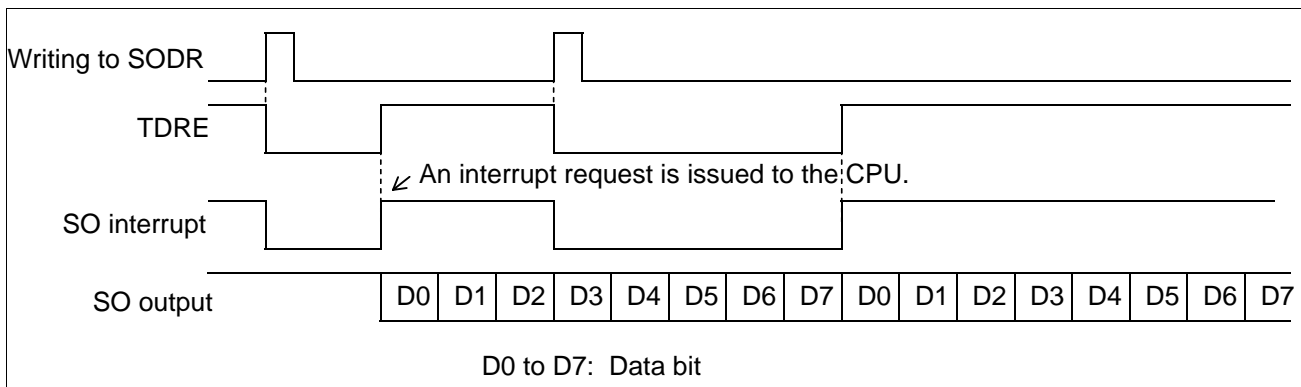 Writing to SODR
TDRE
An interrupt request is issued to the CPU.
SO interrupt
SO output
D0 D1 D2 D3 D4 D5 D6 D7 D0 D1 D2 D3 D4 D5 D6 D7
D0 to D7: Data bit